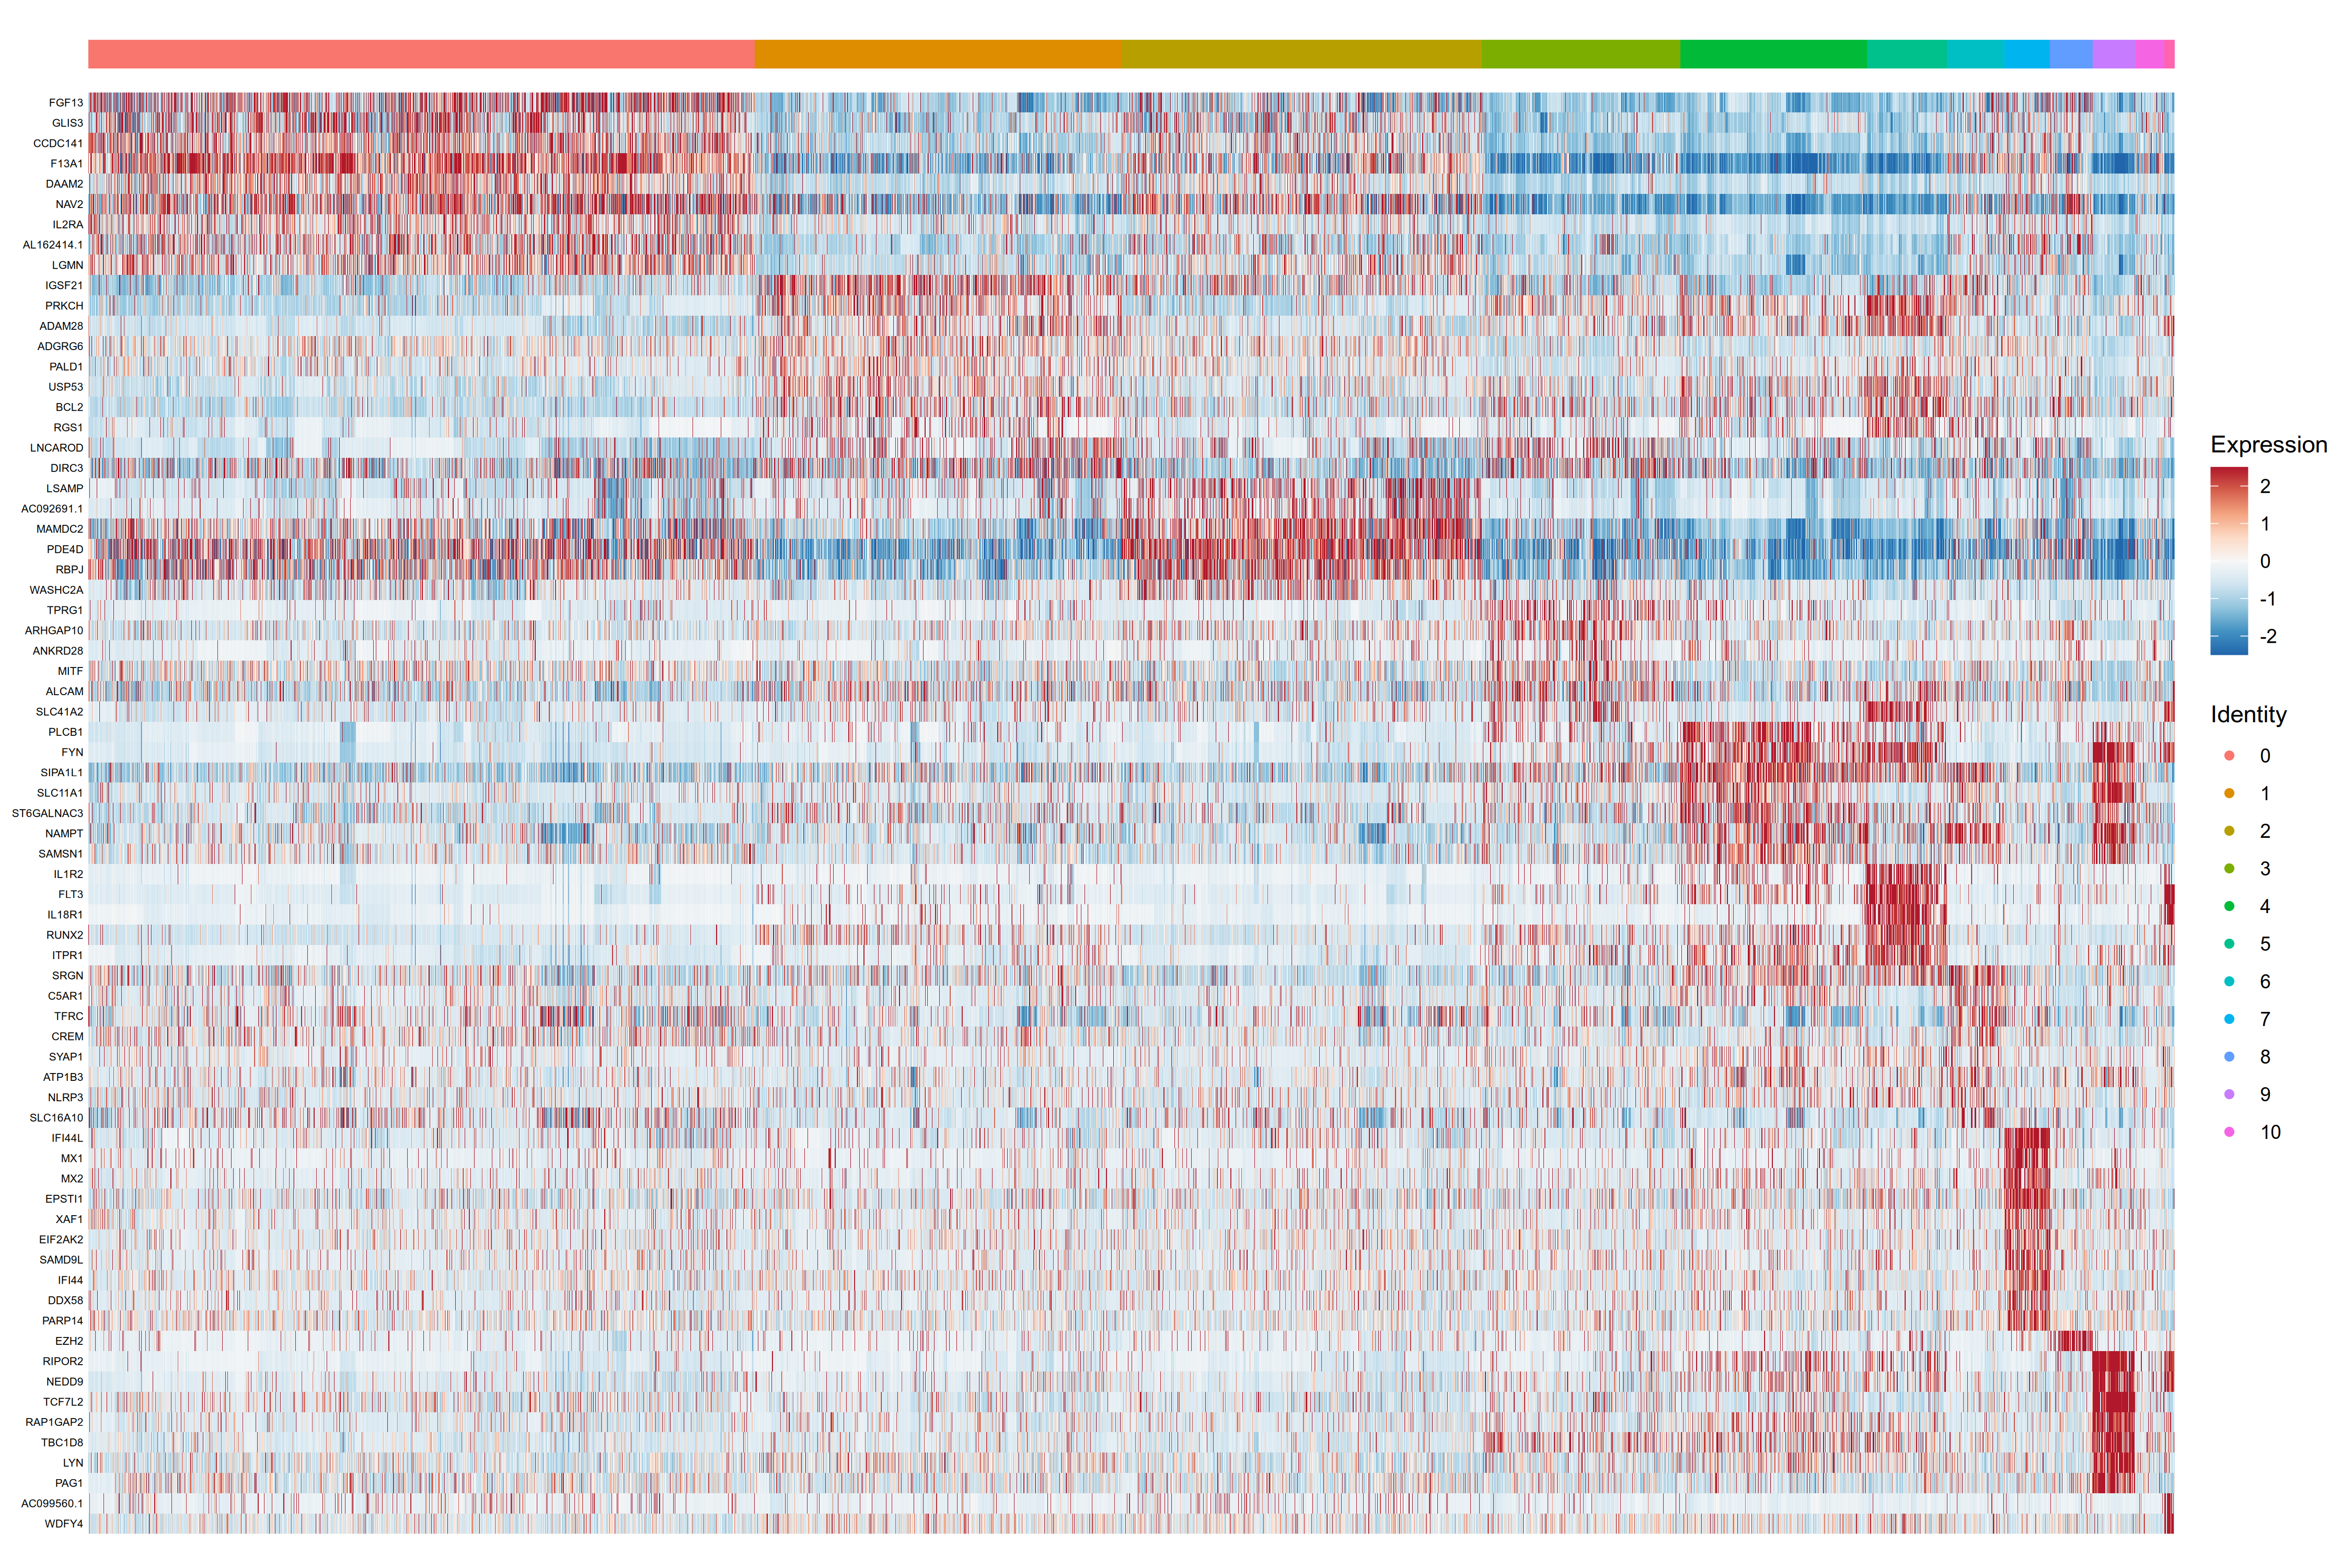 FGF13
GLIS3
CCDC141
F13A1
DAAM2
NAV2
IL2RA
AL162414.1
LGMN
IGSF21
PRKCH
ADAM28
ADGRG6
PALD1
USP53
BCL2
RGS1
LNCAROD
DIRC3
LSAMP
AC092691.1
MAMDC2
PDE4D
RBPJ
WASHC2A
TPRG1
ARHGAP10
ANKRD28
MITF
ALCAM
SLC41A2
PLCB1
FYN
SIPA1L1
SLC11A1
ST6GALNAC3
NAMPT
SAMSN1
IL1R2
FLT3
IL18R1
RUNX2
ITPR1
SRGN
C5AR1
TFRC
CREM
SYAP1
ATP1B3
NLRP3
SLC16A10
IFI44L
MX1
MX2
EPSTI1
XAF1
EIF2AK2
SAMD9L
IFI44
DDX58
PARP14
EZH2
RIPOR2
NEDD9
TCF7L2
RAP1GAP2
TBC1D8
LYN
PAG1
AC099560.1
WDFY4
Expression
2
1
0
-1
-2
Identity
0
1
2
3
4
5
6
7
8
9
10